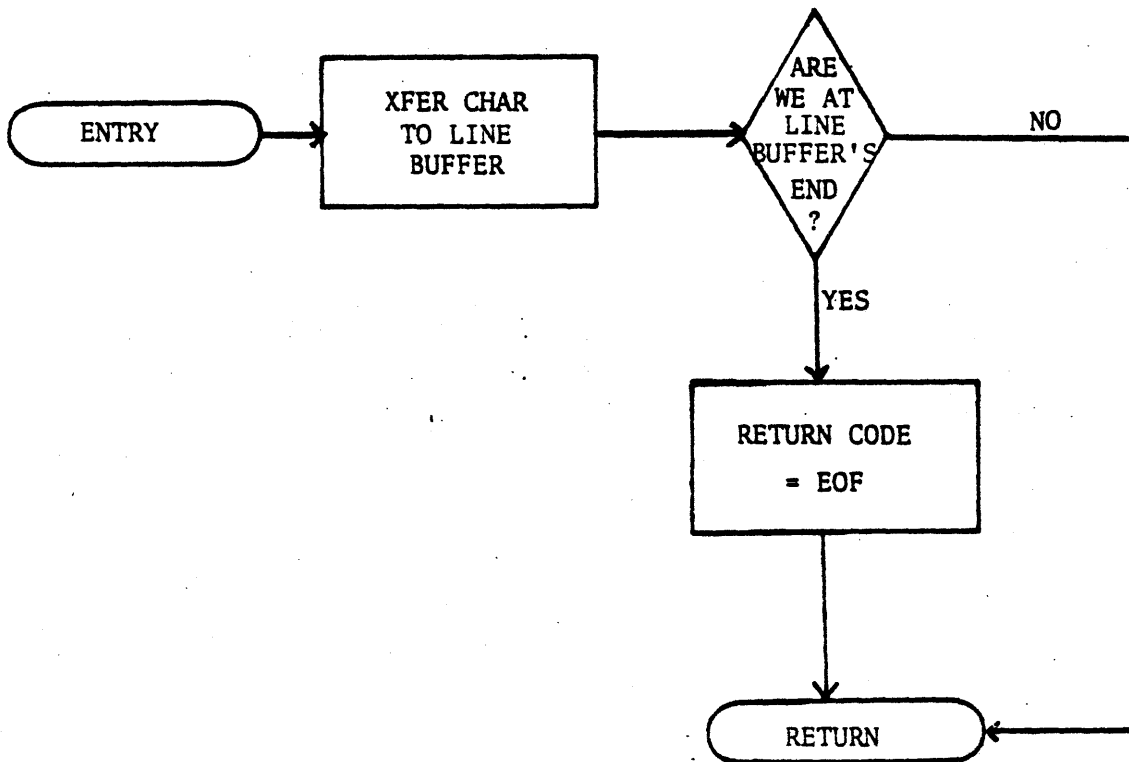 ENTRY
XFER CHAR
TO LINE
BUFFER
ARE
WE AT
LINE
BUFFER'S
END
?
NO
YES
RETURN CODE
= EOF
RETURN